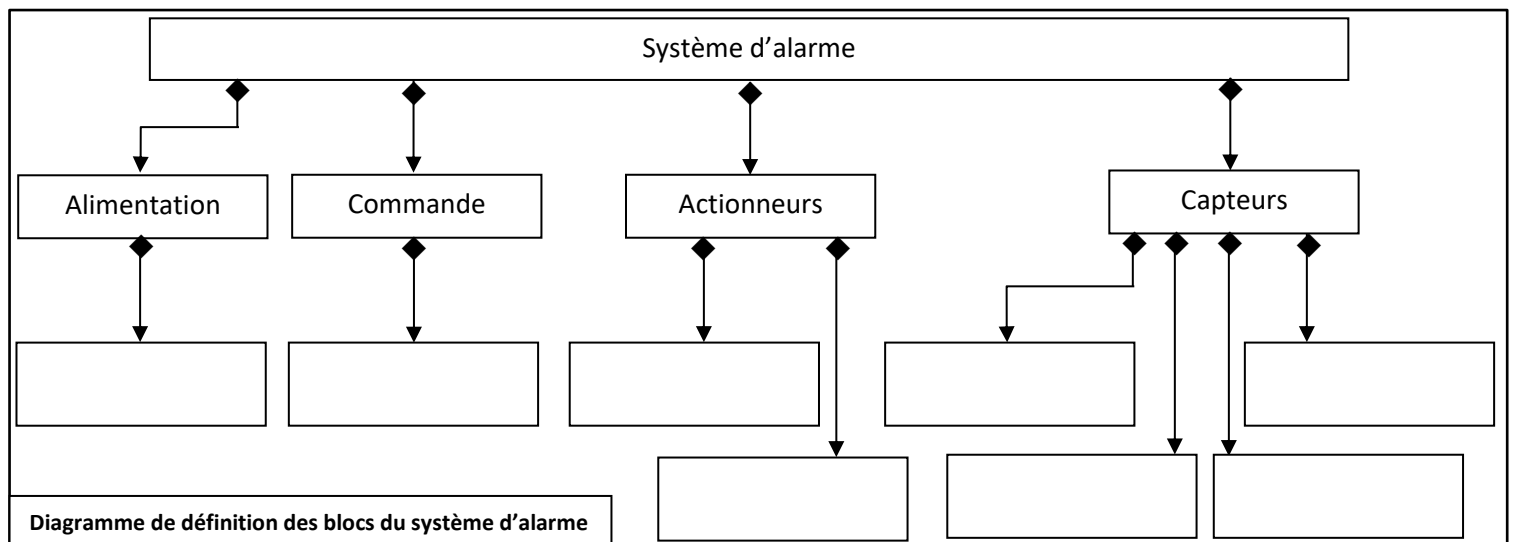 Système d’alarme
Alimentation
Commande
Actionneurs
Capteurs
Diagramme de définition des blocs du système d’alarme